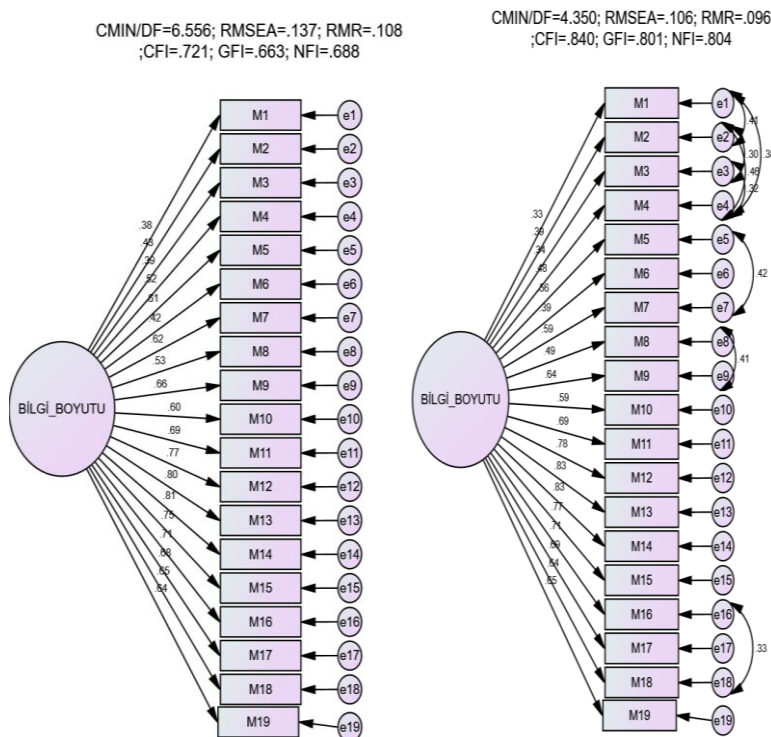 CMIN/DF=6.556; RMSEA=.137; RMR=.108
;CFI=.721; GFI=.663; NFI=.688
M1
e1
M2
e2
M3
e3
M4
e4
M5
e5
M6
e6
M7
e7
M8
e8
M9
e9
M10
e10
M11
e11
M12
e12
M13
e13
M14
e14
M15
e15
M16
e16
M17
e17
M18
e18
M19
e19
.38
.43
.39
.52
.61
.42
.62
.53
.66
.60
.69
.77
.80
.81
.75
.71
.68
.65
.64
BİLGİ_BOYUTU
CMIN/DF=4.350; RMSEA=.106; RMR=.096
;CFI=.840; GFI=.801; NFI=.804
M1
e1
M2
e2
M3
e3
M4
e4
M5
e5
M6
e6
M7
e7
M8
e8
M9
e9
M10
e10
M11
e11
M12
e12
M13
e13
M14
e14
M15
e15
M16
e16
M17
e17
M18
e18
M19
e19
.33
.39
.34
.48
.56
.39
.59
.49
.64
.59
.69
.78
.83
.83
.77
.71
.69
.64
.65
BİLGİ_BOYUTU
.41
.30
.46
.32
.42
.41
.33